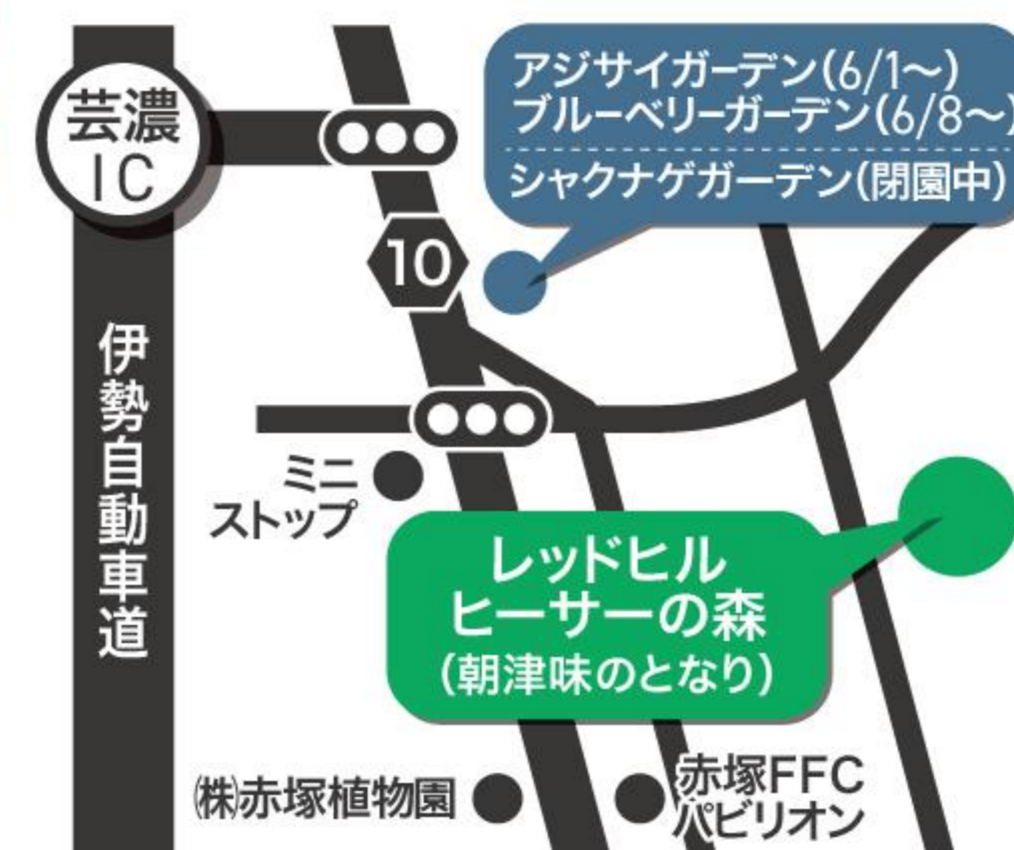 芸濃
IC
アジサイガーデン(6/1〜)
ブルーベリーガーデン(6/8〜)
シャクナゲガーデン(閉園中)
10
伊勢自動車道
ミニ
ストップ
レッドヒル
ヒーサーの森
(朝津味のとなり)
㈱赤塚植物園
赤塚FFC
パビリオン